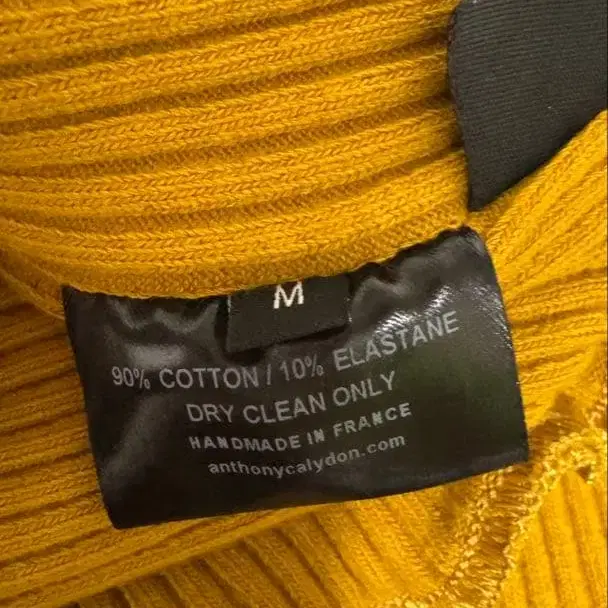 M
90% COTTON / 10% ELASTANE
DRY CLEAN ONLY
HANDMADE IN FRANCE
anthonycalydon.com